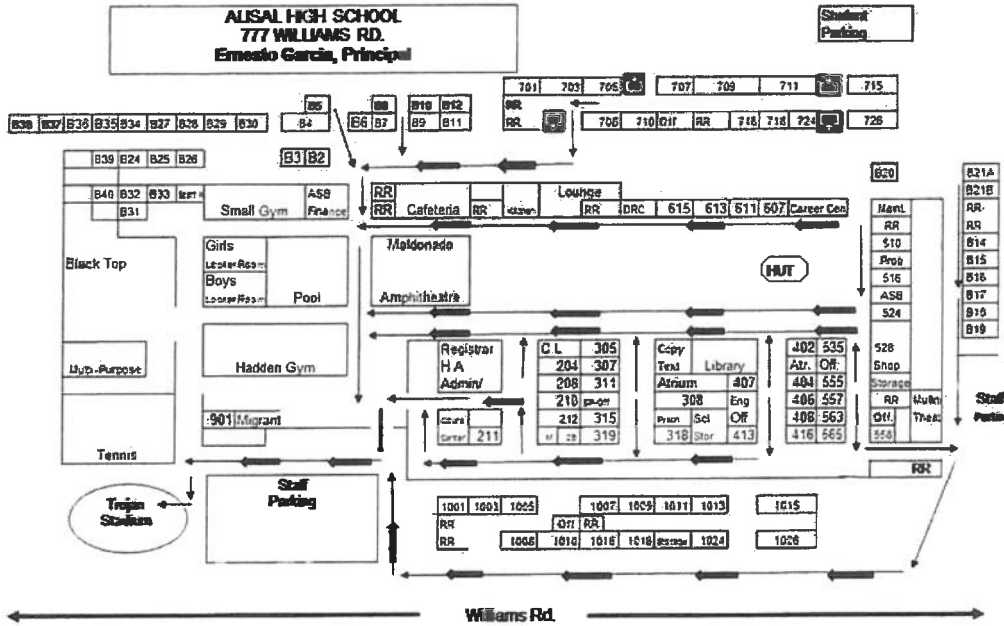 ALISAL HIGH SCHOOL
777 WILLIAMS RD.
Ernesto Garcia, Principal
Student
Parking
701 703 705 707 709 711 715
RR
RR 706 710 Off RR 716 718 724 726
B5 B8 B10 B12
B38 B37 B36 B35 B34 B27 B28 B29 B30 B4 B6 B7 B9 B11
B39 B24 B25 B26 B3 B2
B20 B21A
B21B
B40 B32 B33
B31
Small Gym
ASB
Finance
RR
RR
Cafeteria RR Kitchen
Lounge
RR DRC 615 613 611 607 Career Cen.
Maint.
RR
510
Prob
516
ASB
524
528
Shop
Storage
RR
Off.
RR
RR
B14
B15
B16
B17
B18
B19
Black Top
Girls
Locker Room
Boys
Locker Room
Pool
Maldonado
Amphitheatre
HUT
Multi-Purpose
Hadden Gym
Registrar
H A
Admin/
C.L 305
204 307
208 311
210
212 315
319
Copy
Text Library
Atrium 407
308 Eng
Sci Off
318 Stor 413
402 535
Atr. Off.
404 555
406 557
408 563
416 565
Staff
Parking
901 Migrant
211
RR
Tennis
Trojan
Stadium
Staff
Parking
1001 1003 1005 1007 1009 1011 1013 1015
RR Off RR
RR 1008 1010 1016 1018 Storage 1024 1026
Williams Rd.